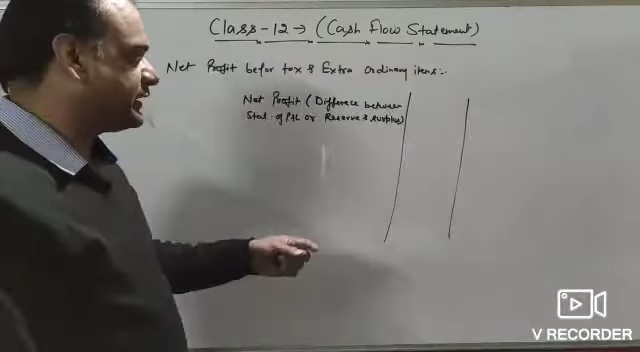 Class-12 → (Cash Flow Statement)
Net Profit befor tax & Extra Ordinary items:-
Net Profit (Difference between
Stat. of P&L or Reserve & surplus)
V RECORDER